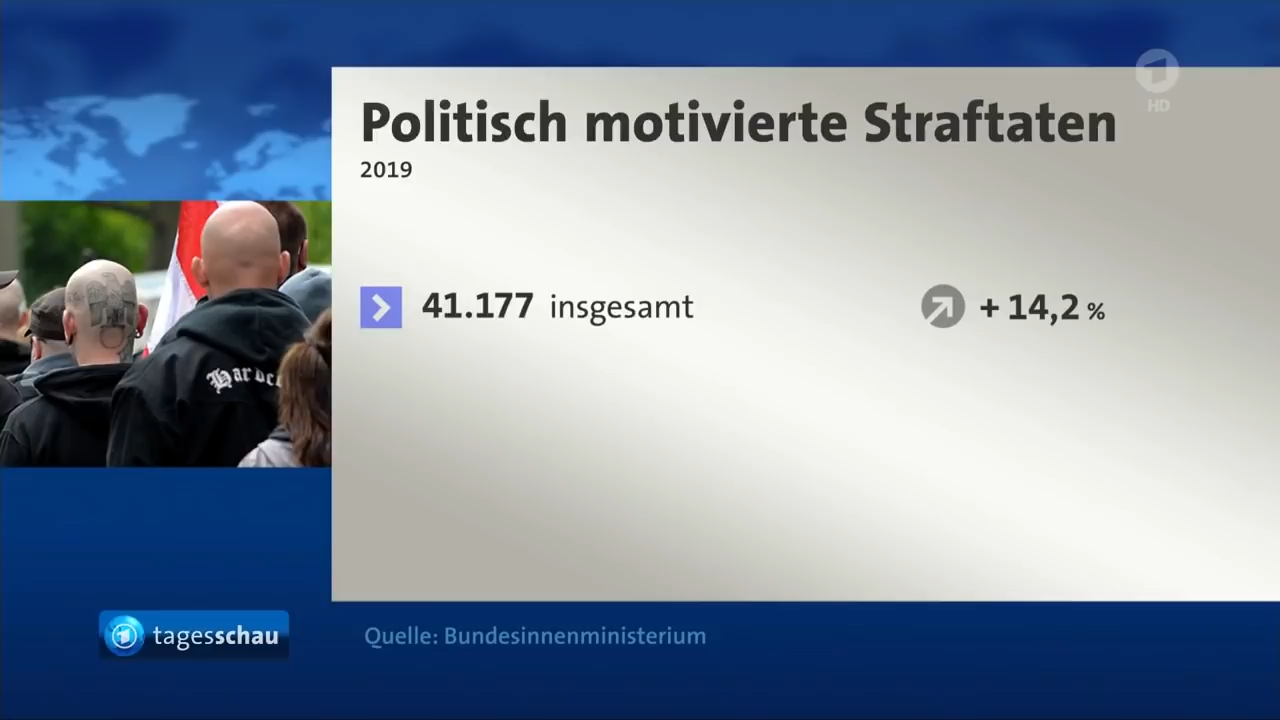 Politisch motivierte Straftaten
2019
41.177 insgesamt
+ 14,2 %
HD
tagesschau
Quelle: Bundesinnenministerium